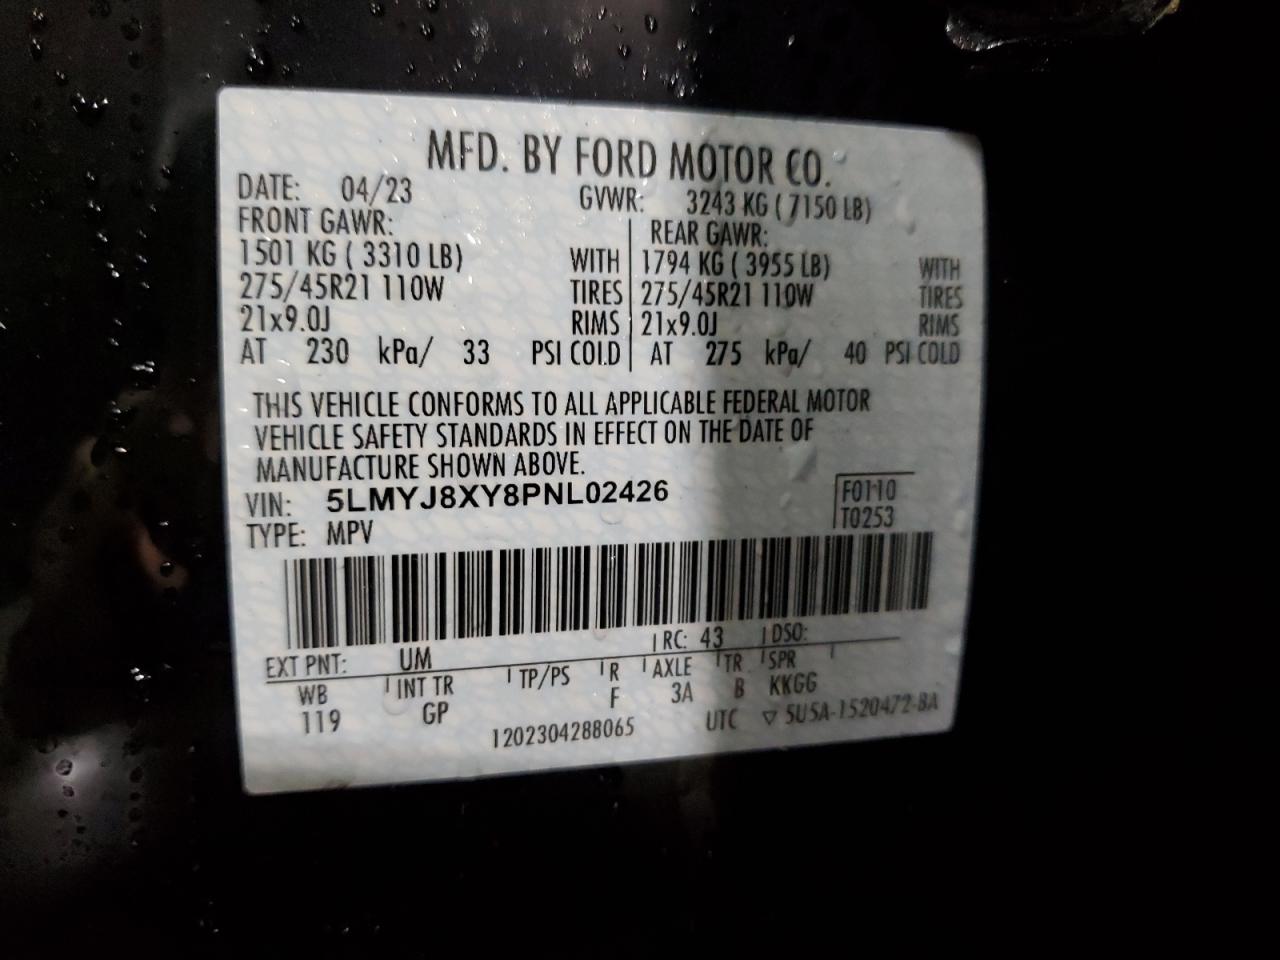 MFD. BY FORD MOTOR CO.
DATE: 04/23 GVWR: 3243 KG ( 7150 LB)
FRONT GAWR: REAR GAWR:
1501 KG ( 3310 LB) WITH 1794 KG ( 3955 LB) WITH
275/45R21 110W TIRES 275/45R21 110W TIRES
21x9.0J RIMS 21x9.0J RIMS
AT 230 kPa/ 33 PSI COLD AT 275 kPa/ 40 PSI COLD
THIS VEHICLE CONFORMS TO ALL APPLICABLE FEDERAL MOTOR
VEHICLE SAFETY STANDARDS IN EFFECT ON THE DATE OF
MANUFACTURE SHOWN ABOVE.
VIN: 5LMYJ8XY8PNL02426 F0110
TYPE: MPV T0253
EXT PNT: UM RC: 43 DSO:
WB INT TR TP/PS R AXLE TR SPR
119 GP F 3A B KKGG
1202304288065 UTC ▽ 5U5A-1520472-BA